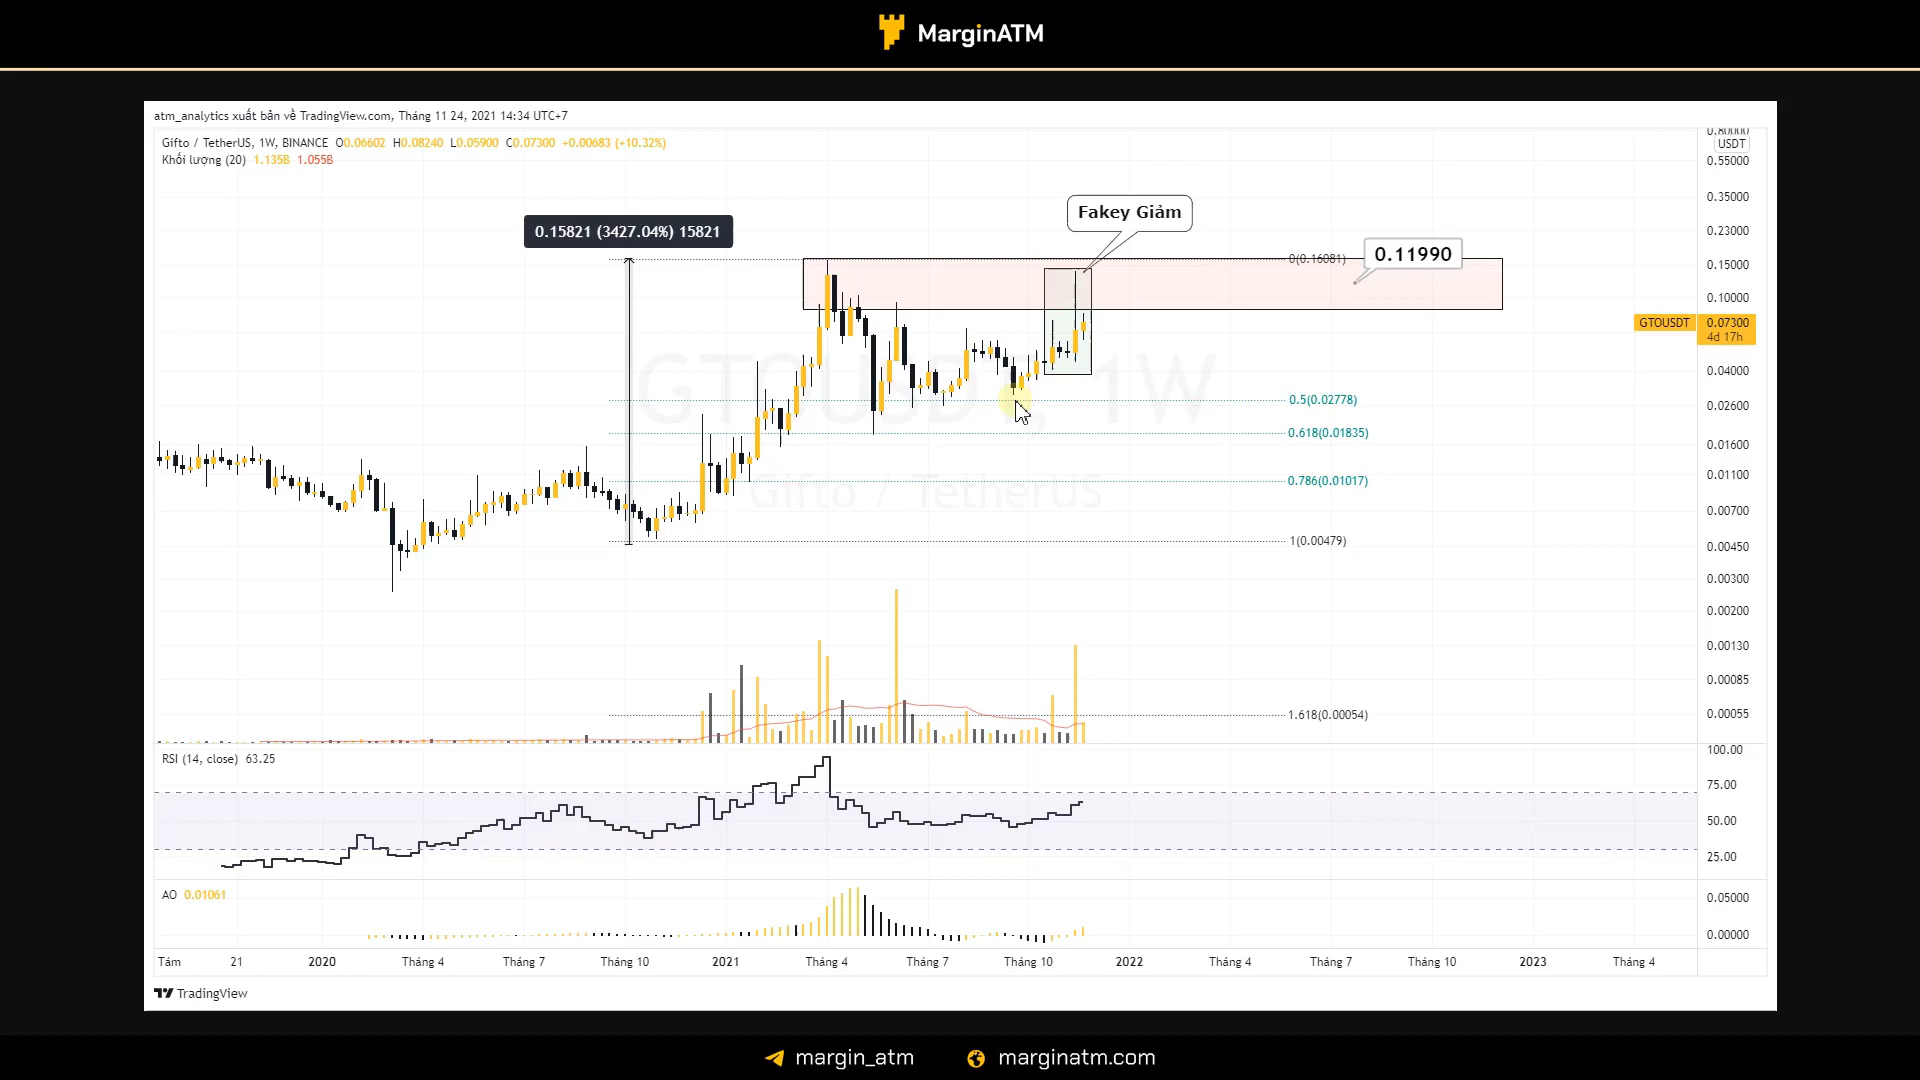 MarginATM
atm_analytics xuất bản về TradingView.com, Tháng 11 24, 2021 14:34 UTC+7
Gifto / TetherUS, 1W, BINANCE O0.06602 H0.08240 L0.05900 C0.07300 +0.00683 (+10.32%)
Khối lượng (20) 1.135B 1.055B
0.80000
USDT
0.55000
0.35000
0.23000
0.15000
0.10000
GTOUSDT 0.07300
4d 17h
0.04000
0.02600
0.01600
0.01100
0.00700
0.00450
0.00300
0.00200
0.00130
0.00085
0.00055
Fakey Giảm
0.15821 (3427.04%) 15821
0(0.16081)
0.11990
GTOUSDT, 1W
Gifto / TetherUS
0.5(0.02778)
0.618(0.01835)
0.786(0.01017)
1(0.00479)
1.618(0.00054)
RSI (14, close) 63.25
100.00
75.00
50.00
25.00
AO 0.01061
0.05000
0.00000
Tám 21 2020 Tháng 4 Tháng 7 Tháng 10 2021 Tháng 4 Tháng 7 Tháng 10 2022 Tháng 4 Tháng 7 Tháng 10 2023 Tháng 4
TradingView
margin_atm marginatm.com